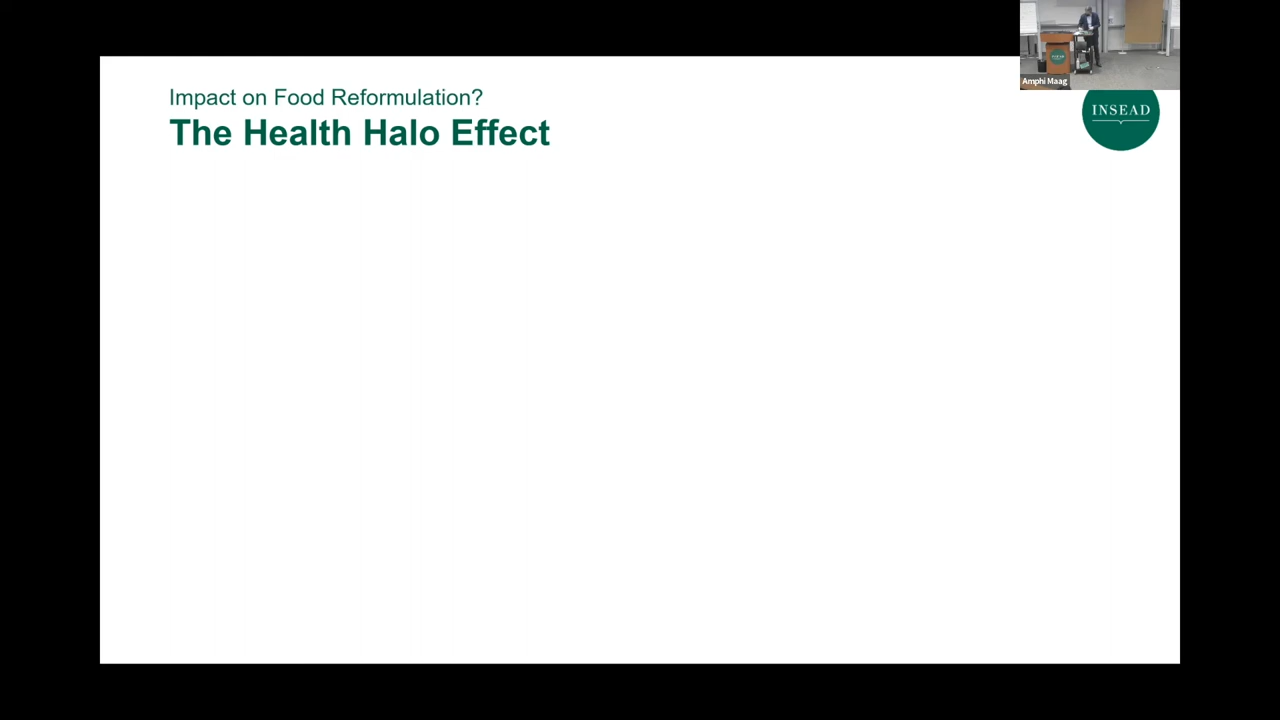 Amphi Maag
Impact on Food Reformulation?
The Health Halo Effect
INSEAD